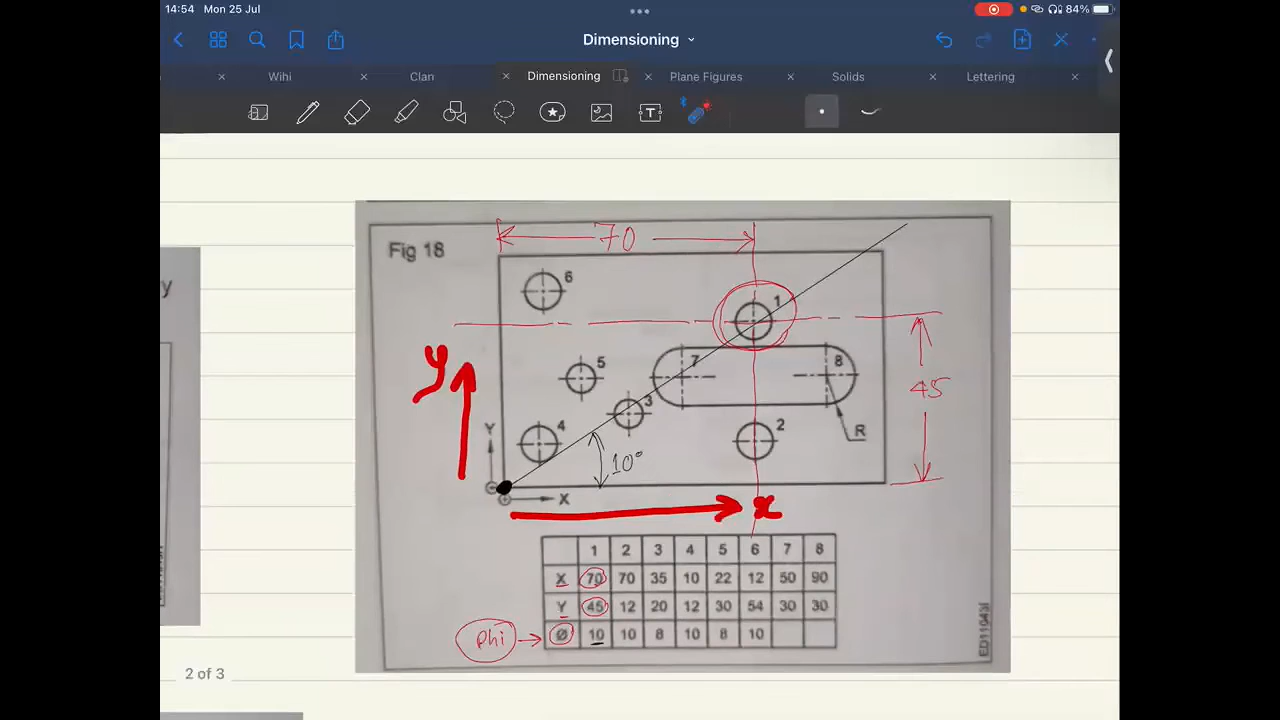 14:54 Mon 25 Jul
84%
Dimensioning
Wihi
Clan
Dimensioning
Plane Figures
Solids
Lettering
T
y
Fig 18
70
6
1
5
7
8
3
45
y
4
2
R
Y
10°
X
x
1 2 3 4 5 6 7 8
X 70 70 35 10 22 12 50 90
Y 45 12 20 12 30 54 30 30
Phi → Ø 10 10 8 10 8 10
2 of 3